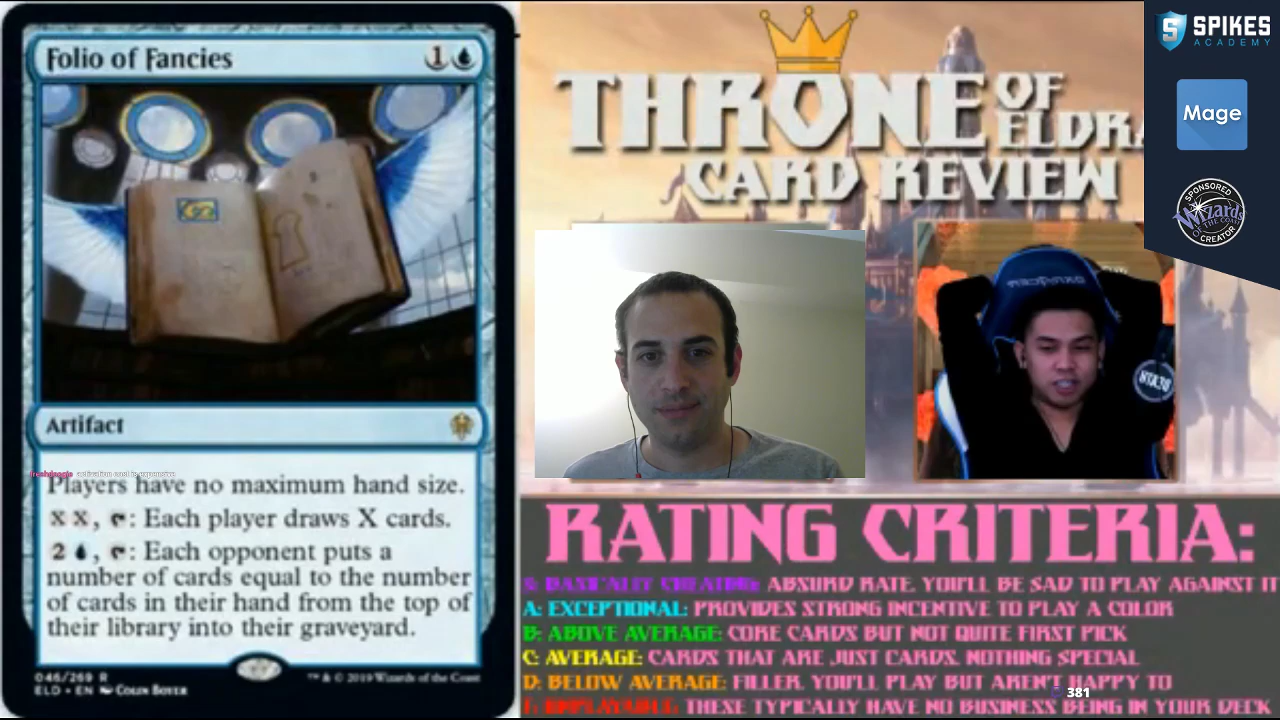 Folio of Fancies 1
Artifact
activation cost is expensive
Players have no maximum hand size.
X X, T: Each player draws X cards.
2, T: Each opponent puts a
number of cards equal to the number
of cards in their hand from the top of
their library into their graveyard.
046/269 R
ELD • EN Colin Boyer
™ & © 2019 Wizards of the Coast
THRONE OF
ELDRA
CARD REVIEW
SPIKES
ACADEMY
Mage
SPONSORED
Wizards
CREATOR
RATING CRITERIA:
S: BASICALLY CHEATING: ABSURD RATE, YOU'LL BE SAD TO PLAY AGAINST IT
A: EXCEPTIONAL: PROVIDES STRONG INCENTIVE TO PLAY A COLOR
B: ABOVE AVERAGE: CORE CARDS BUT NOT QUITE FIRST PICK
C: AVERAGE: CARDS THAT ARE JUST CARDS, NOTHING SPECIAL
D: BELOW AVERAGE: FILLER, YOU'LL PLAY BUT AREN'T HAPPY TO
F: UNPLAYABLE: THESE TYPICALLY HAVE NO BUSINESS BEING IN YOUR DECK
381